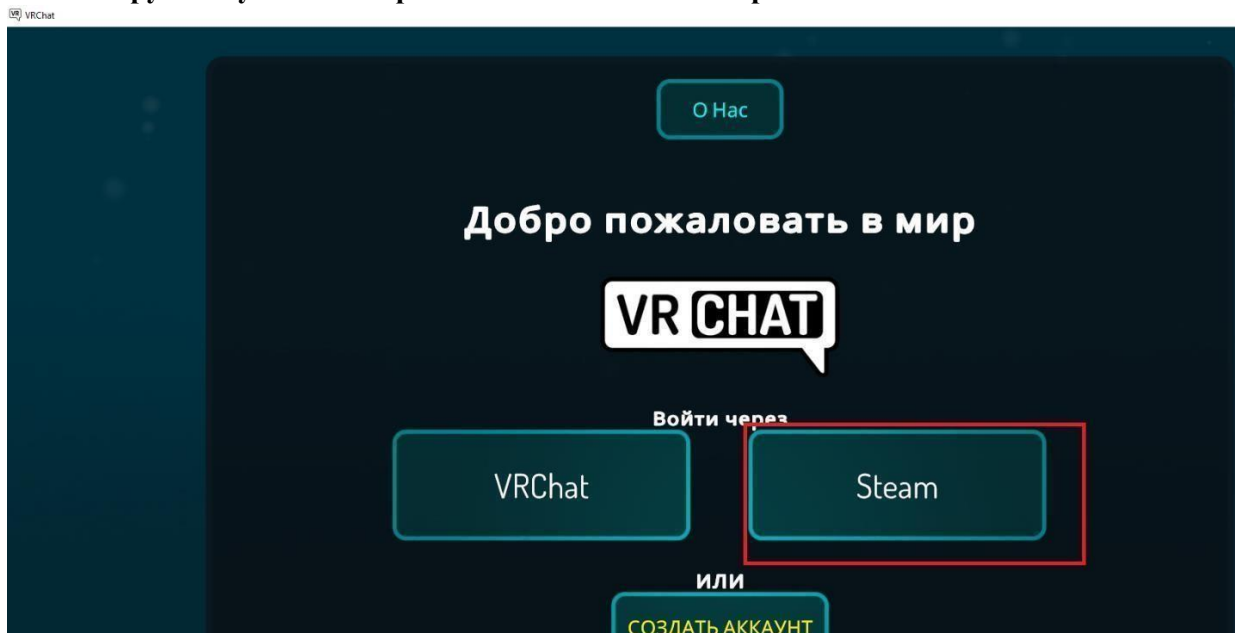 VRChat
О Нас
Добро пожаловать в мир
VR CHAT
Войти через
VRChat
Steam
или
СОЗДАТЬ АККАУНТ